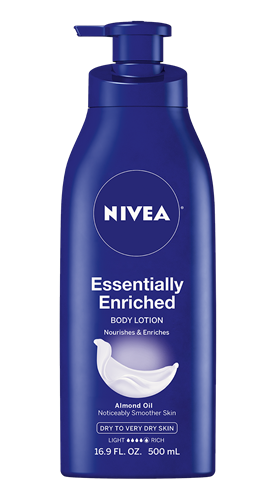 NIVEA
Essentially
Enriched
BODY LOTION
Nourishes & Enriches
Almond Oil
Noticeably Smoother Skin
DRY TO VERY DRY SKIN
LIGHT RICH
16.9 FL. OZ. 500 mL